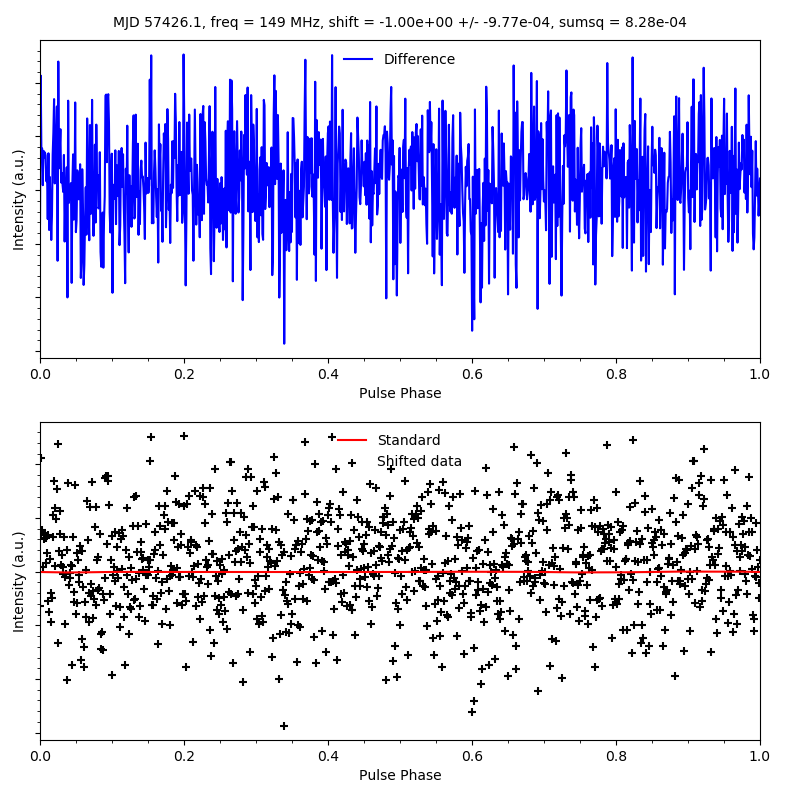 MJD 57426.1, freq = 149 MHz, shift = -1.00e+00 +/- -9.77e-04, sumsq = 8.28e-04
Difference
Intensity (a.u.)
0.0 0.2 0.4 0.6 0.8 1.0
Pulse Phase
Standard
Shifted data
Intensity (a.u.)
0.0 0.2 0.4 0.6 0.8 1.0
Pulse Phase